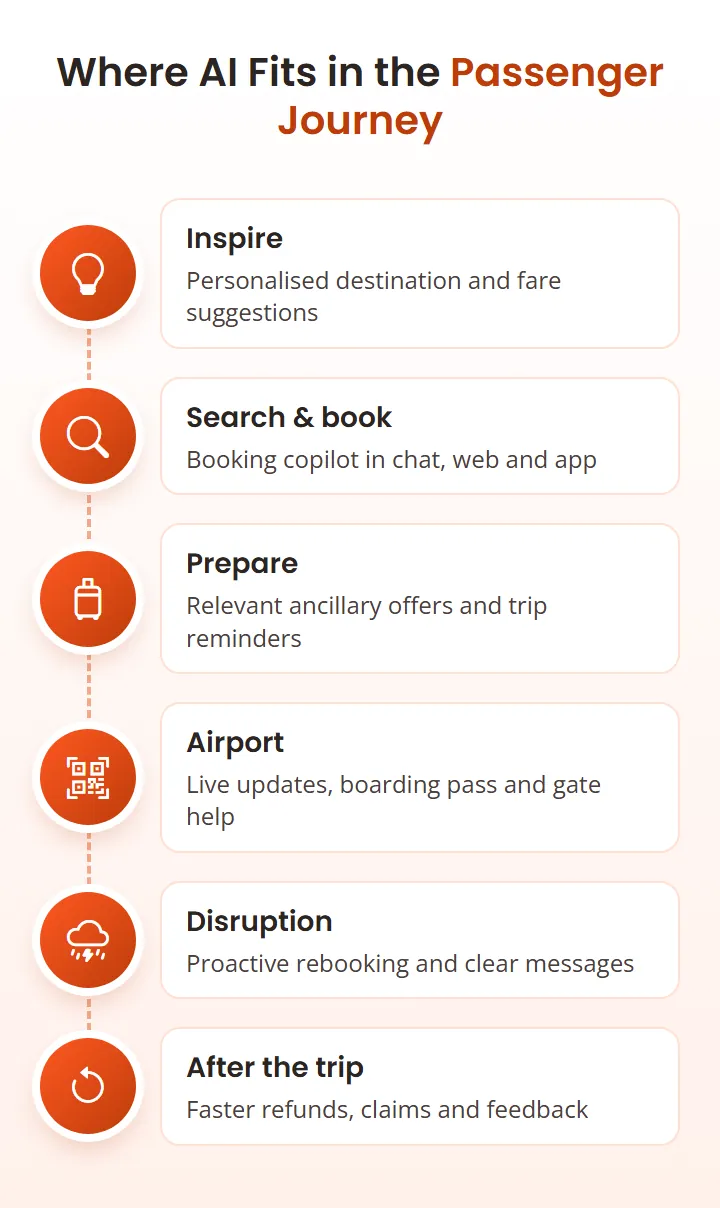 Where AI Fits in the Passenger
Journey
Inspire
Personalised destination and fare
suggestions
Search & book
Booking copilot in chat, web and app
Prepare
Relevant ancillary offers and trip
reminders
Airport
Live updates, boarding pass and gate
help
Disruption
Proactive rebooking and clear messages
After the trip
Faster refunds, claims and feedback